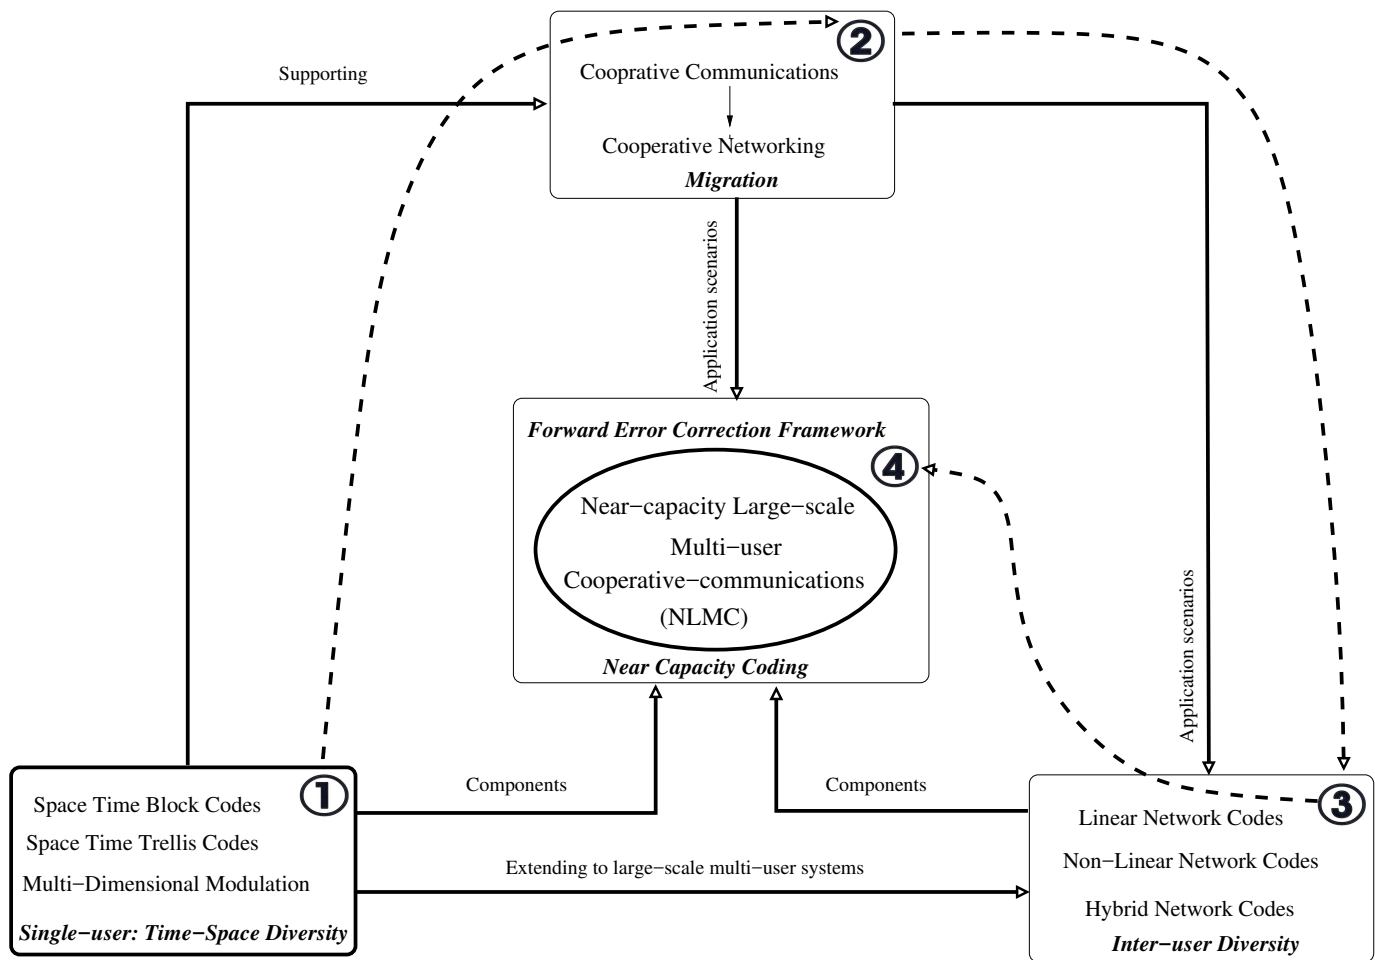 Supporting
2
Cooprative Communications
Cooperative Networking
Migration
Application scenarios
Forward Error Correction Framework
4
Near−capacity Large−scale
Multi−user
Cooperative−communications
(NLMC)
Near Capacity Coding
Application scenarios
1
Space Time Block Codes
Space Time Trellis Codes
Multi−Dimensional Modulation
Single−user: Time−Space Diversity
Components
Components
Extending to large−scale multi−user systems
3
Linear Network Codes
Non−Linear Network Codes
Hybrid Network Codes
Inter−user Diversity